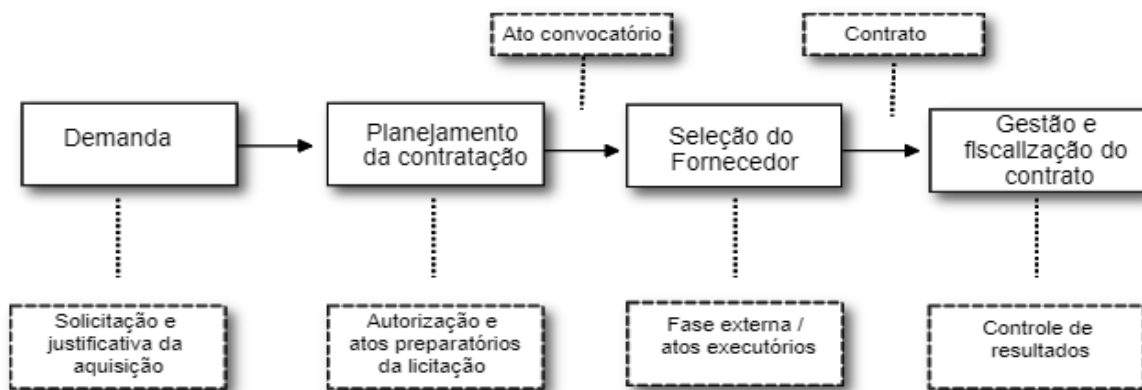 Ato convocatório
Contrato
Demanda
Planejamento
da contratação
Seleção do
Fornecedor
Gestão e
fiscalização do
contrato
Solicitação e
justificativa da
aquisição
Autorização e
atos preparatórios
da licitação
Fase externa /
atos executórios
Controle de
resultados